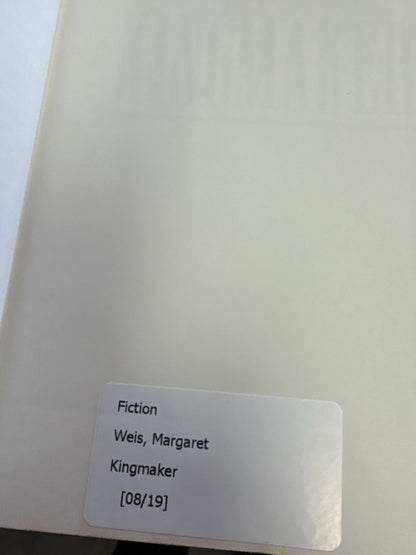 Fiction
Weis, Margaret
Kingmaker
[08/19]